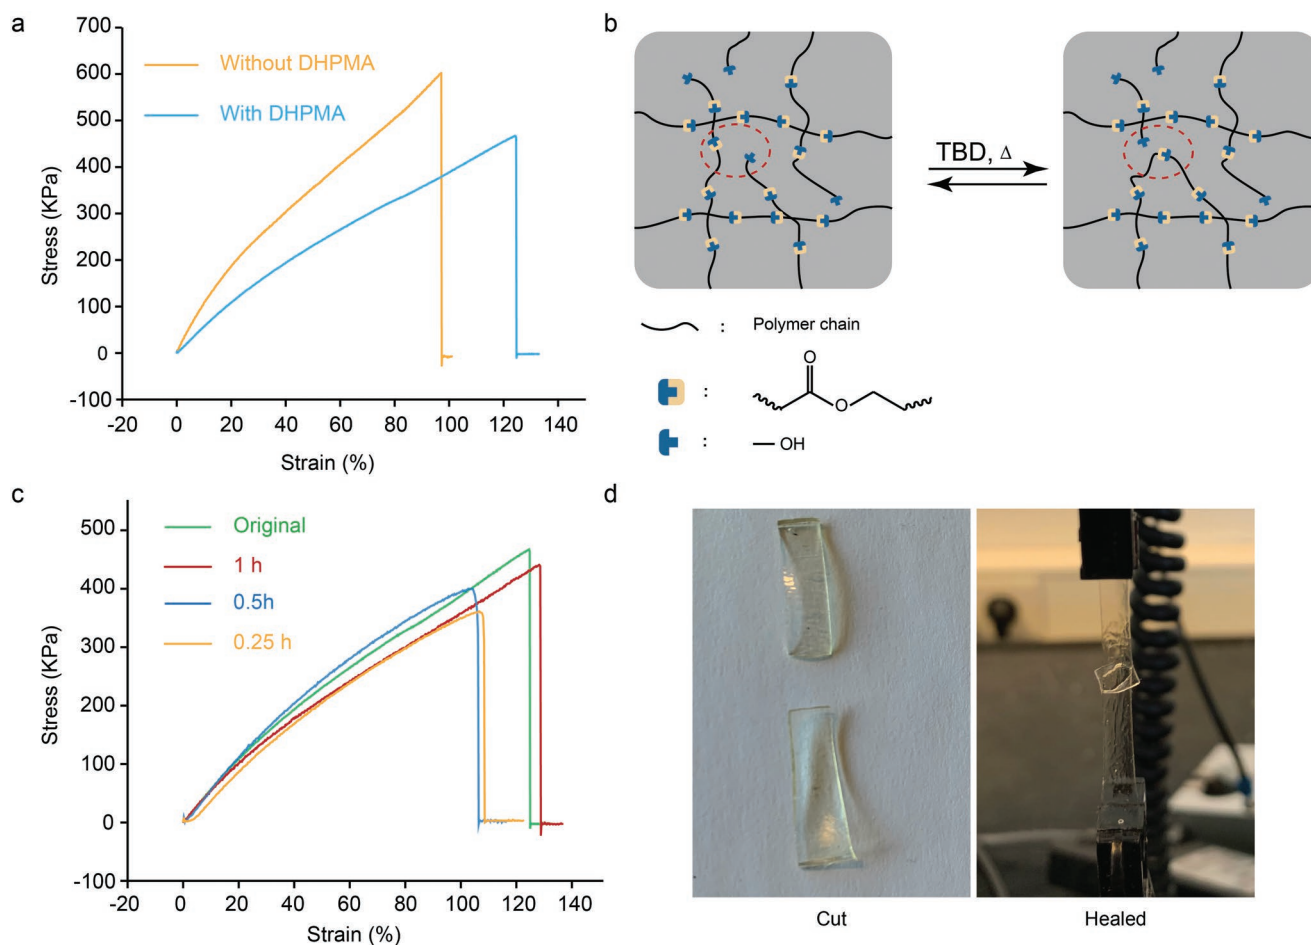 a
700
600
500
400
300
200
100
0
-100
Stress (KPa)
Without DHPMA
With DHPMA
-20 0 20 40 60 80 100 120 140
Strain (%)
b
TBD, Δ
: Polymer chain
: O
O
: — OH
c
500
400
300
200
100
0
-100
Stress (KPa)
Original
1 h
0.5h
0.25 h
-20 0 20 40 60 80 100 120 140
Strain (%)
d
Cut Healed